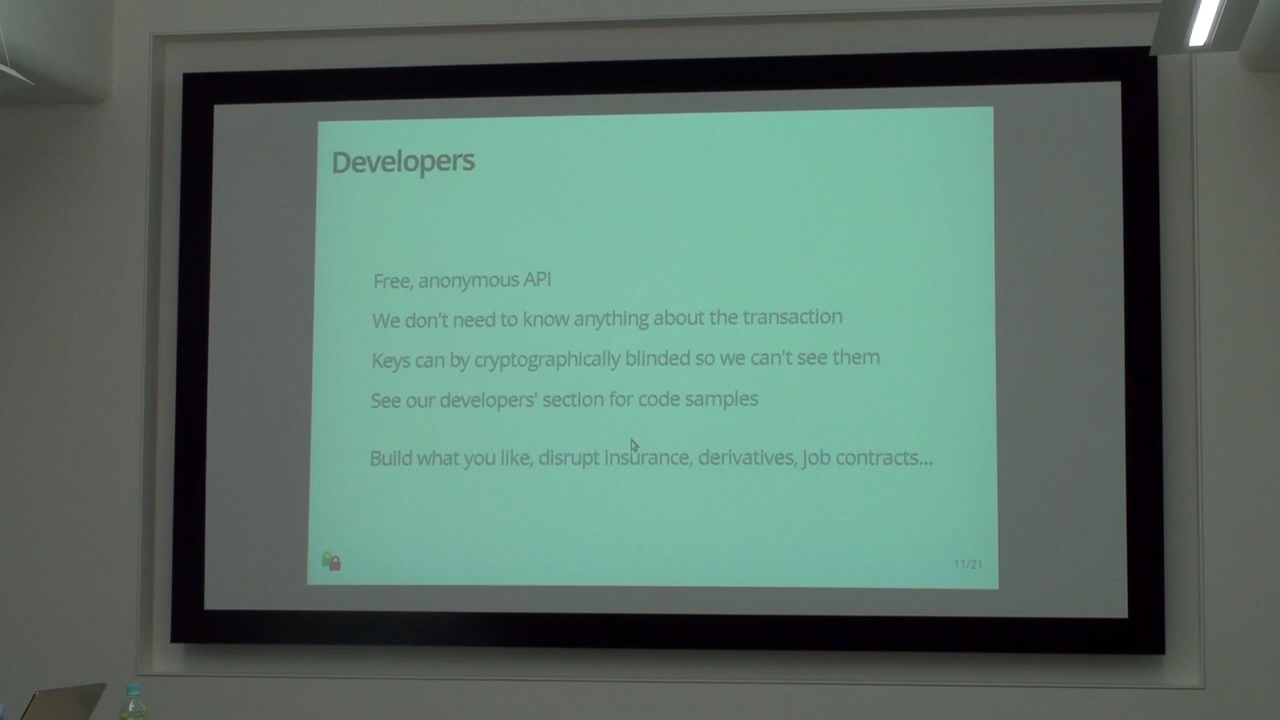 Developers
Free, anonymous API
We don't need to know anything about the transaction
Keys can by cryptographically blinded so we can't see them
See our developers' section for code samples
Build what you like, disrupt insurance, derivatives, job contracts...
11/21